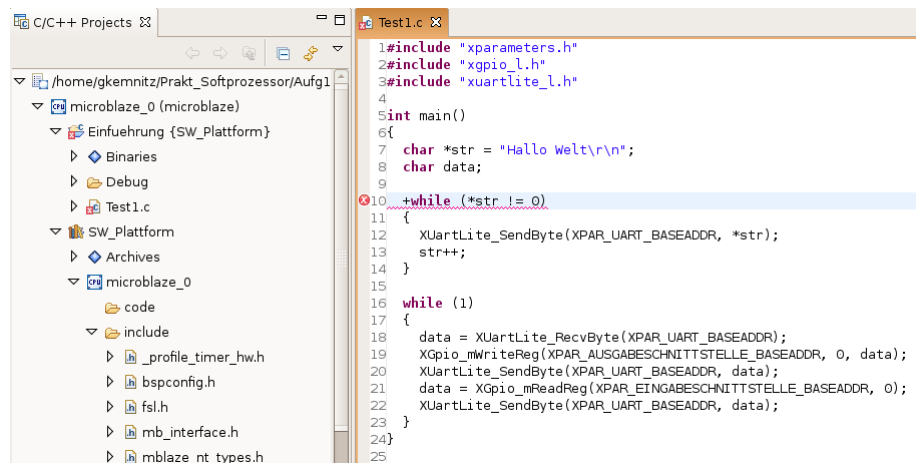 C/C++ Projects
/home/gkemnitz/Prakt_Softprozessor/Aufg1
microblaze_0 (microblaze)
Einfuehrung {SW_Plattform}
Binaries
Debug
Test1.c
SW_Plattform
Archives
microblaze_0
code
include
_profile_timer_hw.h
bspconfig.h
fsl.h
mb_interface.h
mblaze_nt_types.h
Test1.c
1#include "xparameters.h"
2#include "xgpio_l.h"
3#include "xuartlite_l.h"
4
5int main()
6{
7 char *str = "Hallo Welt\r\n";
8 char data;
9
10 +while (*str != 0)
11 {
12 XUartLite_SendByte(XPAR_UART_BASEADDR, *str);
13 str++;
14 }
15
16 while (1)
17 {
18 data = XUartLite_RecvByte(XPAR_UART_BASEADDR);
19 XGpio_mWriteReg(XPAR_AUSGABESCHNITTSTELLE_BASEADDR, 0, data);
20 XUartLite_SendByte(XPAR_UART_BASEADDR, data);
21 data = XGpio_mReadReg(XPAR_EINGABESCHNITTSTELLE_BASEADDR, 0);
22 XUartLite_SendByte(XPAR_UART_BASEADDR, data);
23 }
24}
25